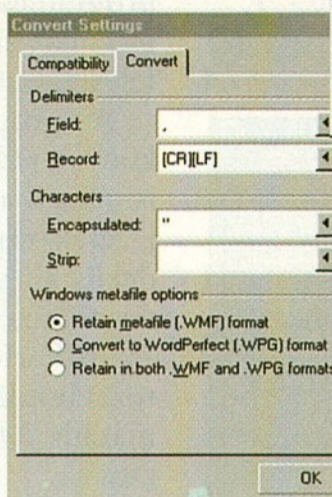 Convert Settings
Compatibility Convert
Delimiters
Field: ,
Record: [CR][LF]
Characters
Encapsulated: "
Strip:
Windows metafile options
Retain metafile (.WMF) format
Convert to WordPerfect (.WPG) format
Retain in both .WMF and .WPG formats
OK